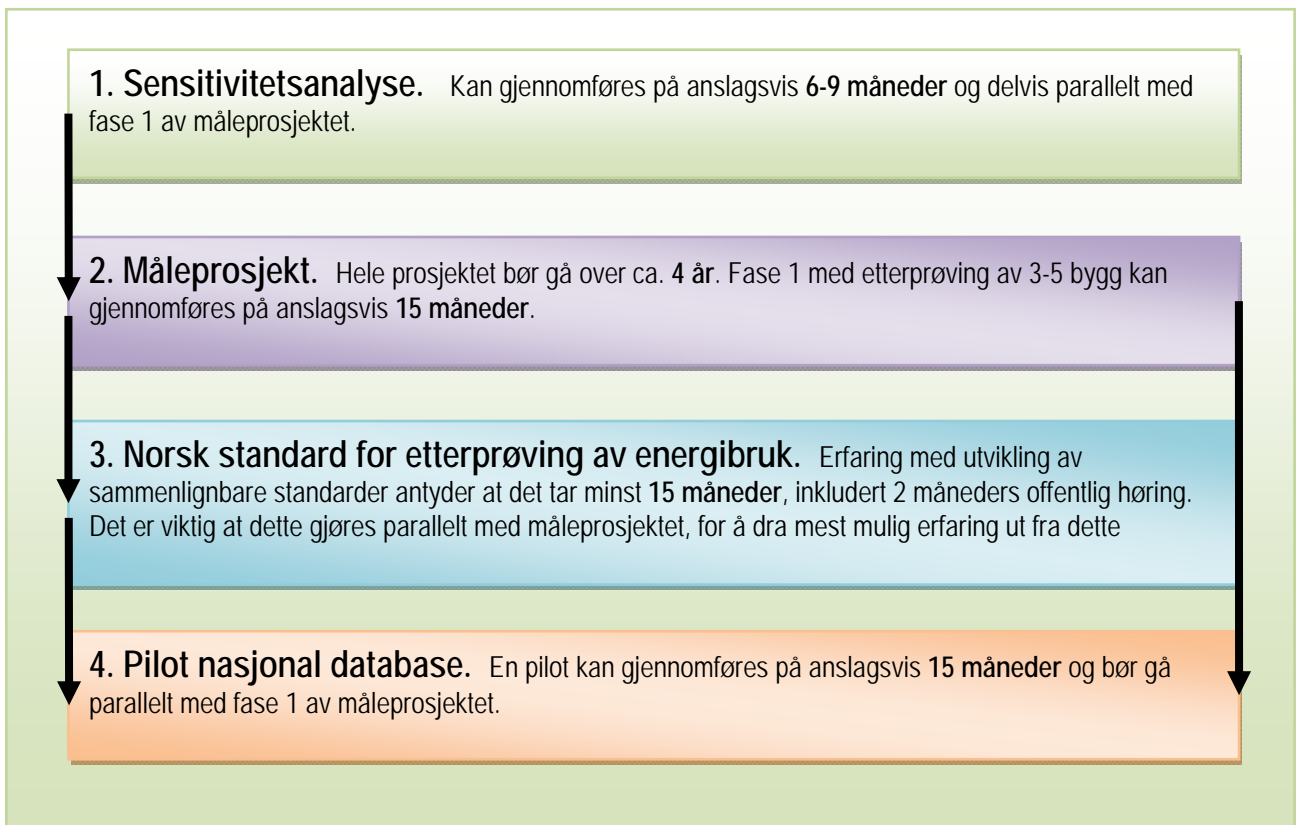 1. Sensitivitetsanalyse. Kan gjennomføres på anslagsvis 6-9 måneder og delvis parallelt med
fase 1 av måleprosjektet.
2. Måleprosjekt. Hele prosjektet bør gå over ca. 4 år. Fase 1 med etterprøving av 3-5 bygg kan
gjennomføres på anslagsvis 15 måneder.
3. Norsk standard for etterprøving av energibruk. Erfaring med utvikling av
sammenlignbare standarder antyder at det tar minst 15 måneder, inkludert 2 måneders offentlig høring.
Det er viktig at dette gjøres parallelt med måleprosjektet, for å dra mest mulig erfaring ut fra dette
4. Pilot nasjonal database. En pilot kan gjennomføres på anslagsvis 15 måneder og bør gå
parallelt med fase 1 av måleprosjektet.